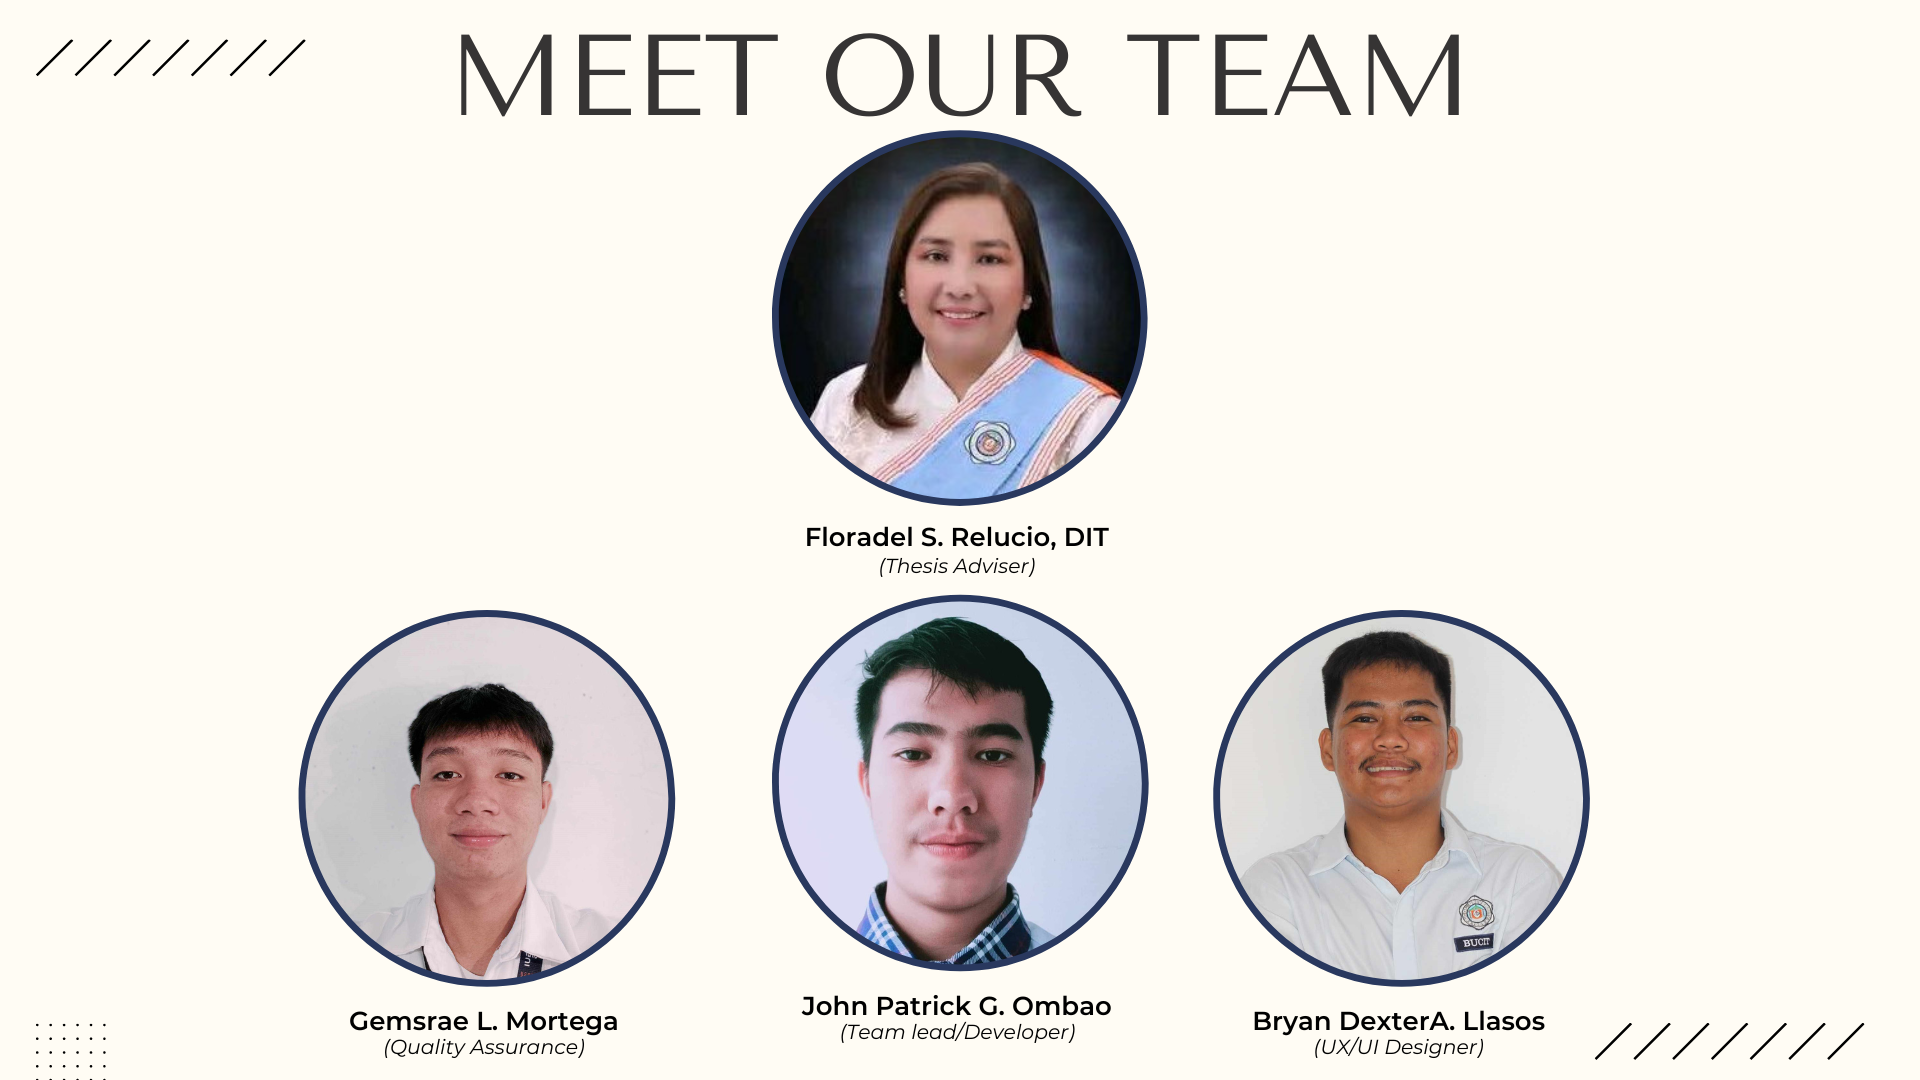 MEET OUR TEAM
Floradel S. Relucio, DIT
(Thesis Adviser)
Gemsrae L. Mortega
(Quality Assurance)
John Patrick G. Ombao
(Team lead/Developer)
BUCIT
Bryan DexterA. Llasos
(UX/UI Designer)